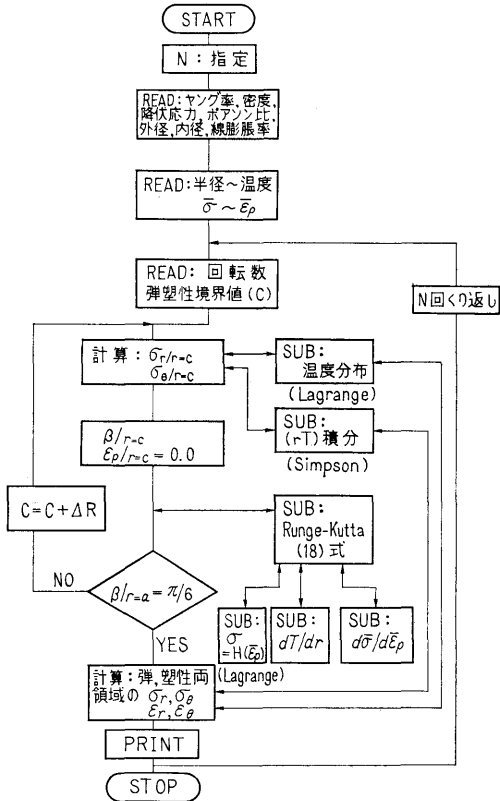 START
N：指定
READ：ヤング率，密度，
降伏応力，ポアソン比，
外径，内径，線膨脹率
READ：半径～温度
σ̅～ε̅p
READ：回転数
弾塑性境界値(C)
N回くり返し
計算：σr/r=c
σθ/r=c
SUB：
温度分布
(Lagrange)
SUB：
(rT)積分
(Simpson)
β/r=c
εp/r=c=0.0
C=C+ΔR
SUB：
Runge-Kutta
(18)式
NO
β/r=a=π/6
YES
SUB：
σ
=H(ε̅p)
(Lagrange)
SUB：
dT/dr
SUB：
dσ̅/dε̅p
計算：弾，塑性両
領域の σr，σθ
εr，εθ
PRINT
STOP